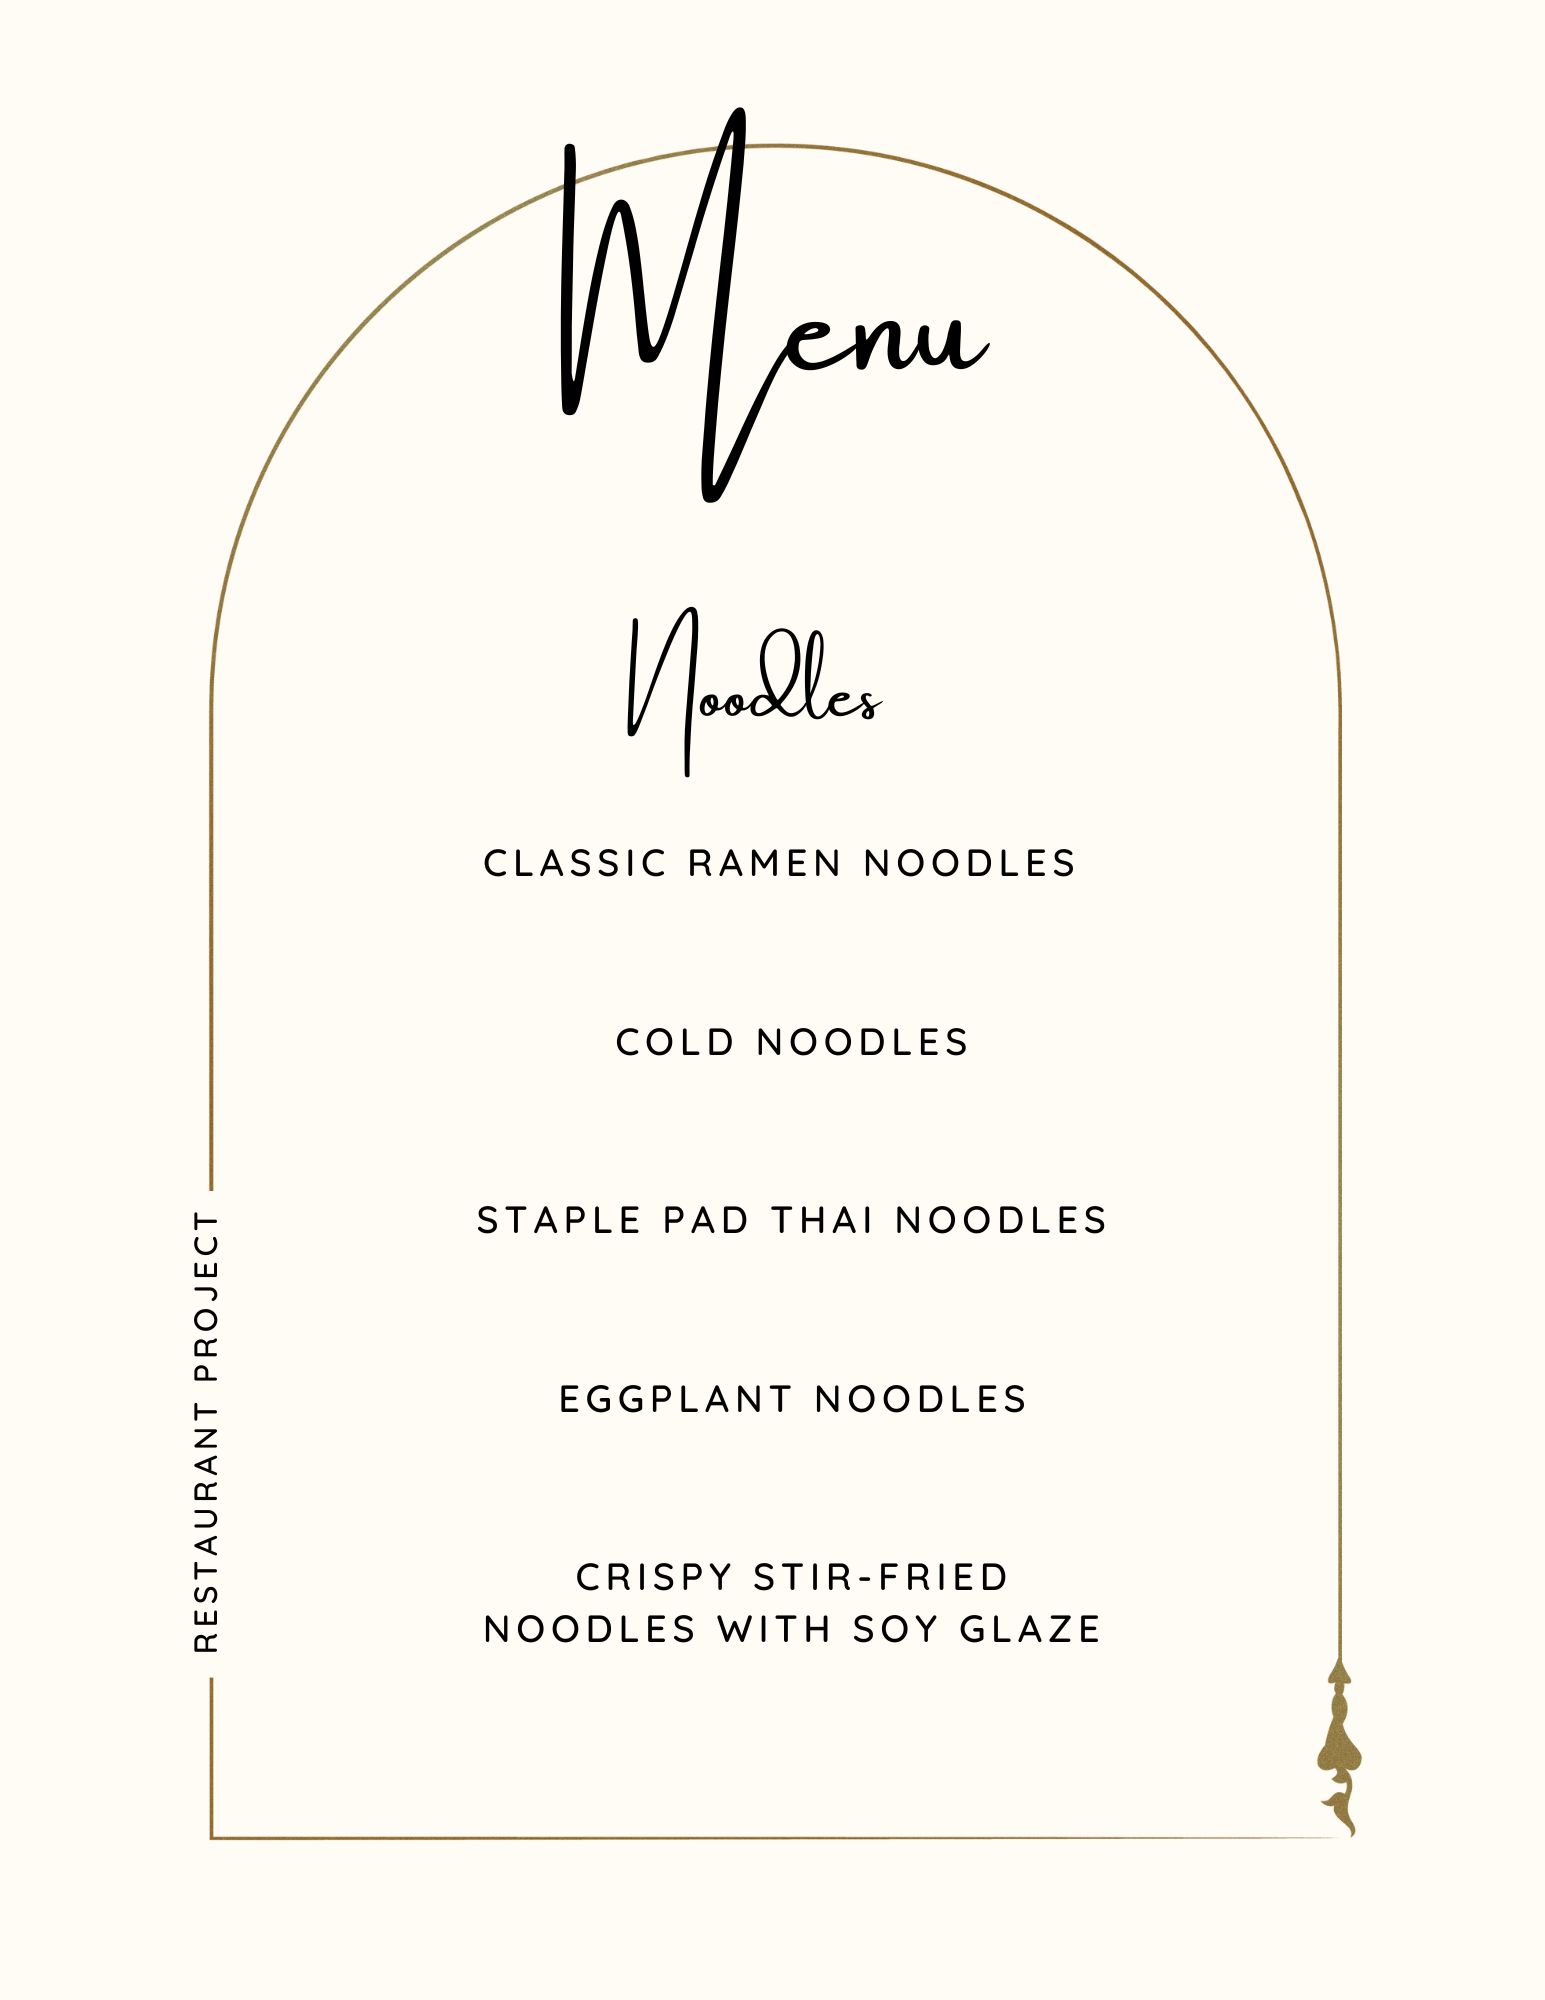 Menu
Noodles
CLASSIC RAMEN NOODLES
COLD NOODLES
STAPLE PAD THAI NOODLES
EGGPLANT NOODLES
CRISPY STIR-FRIED
NOODLES WITH SOY GLAZE
RESTAURANT PROJECT